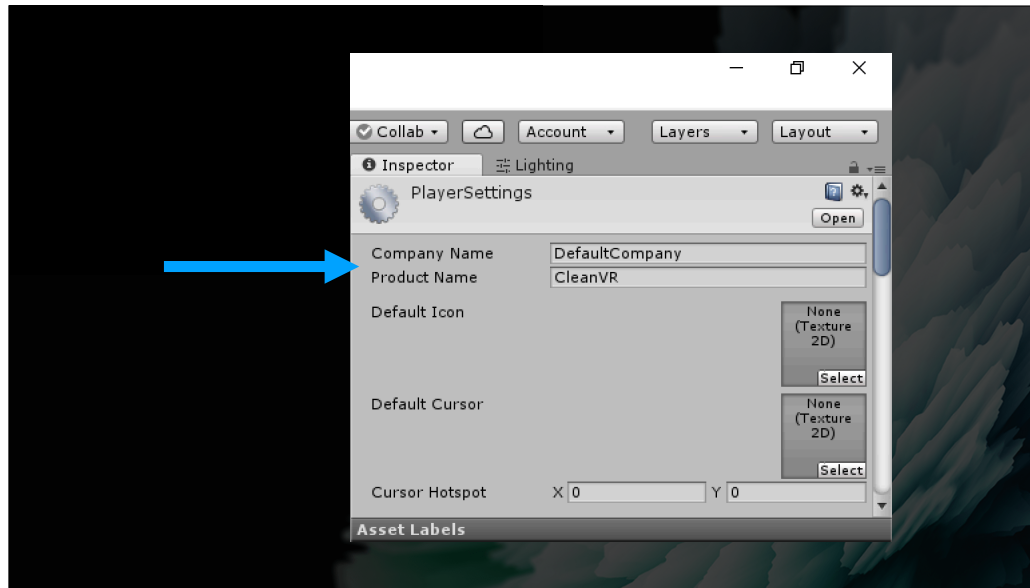 Collab Account Layers Layout
Inspector Lighting
PlayerSettings
Open
Company Name DefaultCompany
Product Name CleanVR
Default Icon None
(Texture
2D)
Select
Default Cursor None
(Texture
2D)
Select
Cursor Hotspot X 0 Y 0
Asset Labels